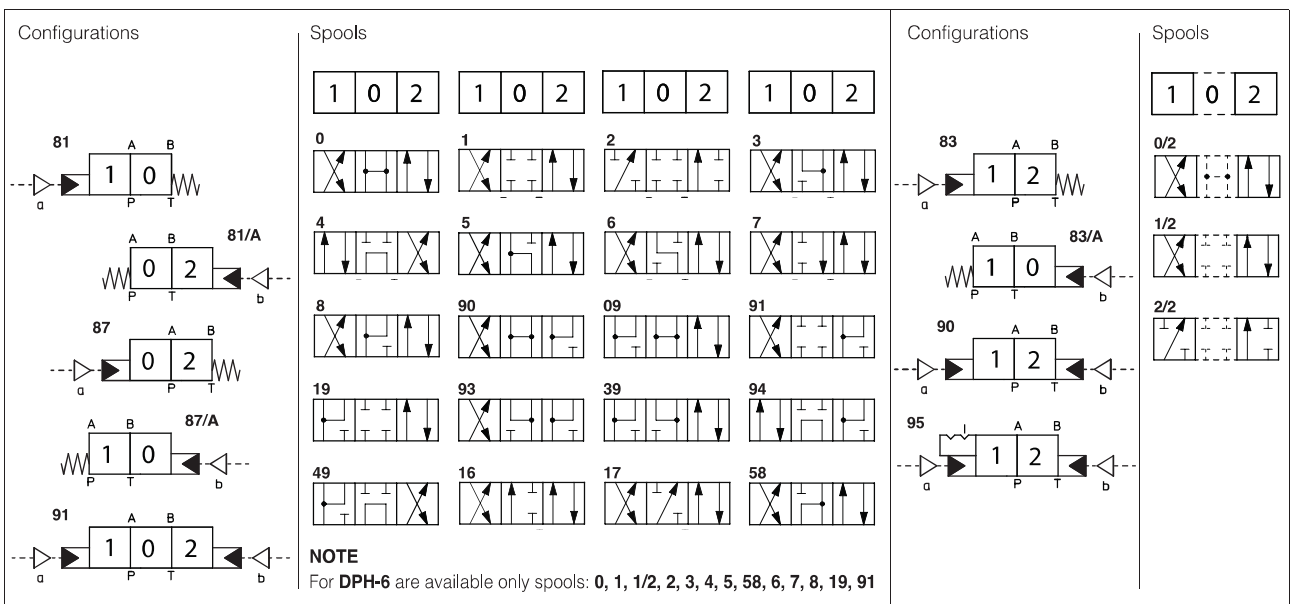 Configurations
81
A B
1 0
a
P T
A B
81/A
0 2
P T
b
87
A B
0 2
a
P T
87/A
A B
1 0
P T
b
91
A B
1 0 2
a
P T
b
Spools
1 0 2 1 0 2 1 0 2 1 0 2
0 1 2 3
4 5 6 7
8 90 09 91
19 93 39 94
49 16 17 58
NOTE
For DPH-6 are available only spools: 0, 1, 1/2, 2, 3, 4, 5, 58, 6, 7, 8, 19, 91
Configurations
83
A B
1 2
a
P T
A B
83/A
1 0
P T
b
90
A B
1 2
a
P T
b
95
I
A B
1 2
a
P T
b
Spools
1 0 2
0/2
1/2
2/2